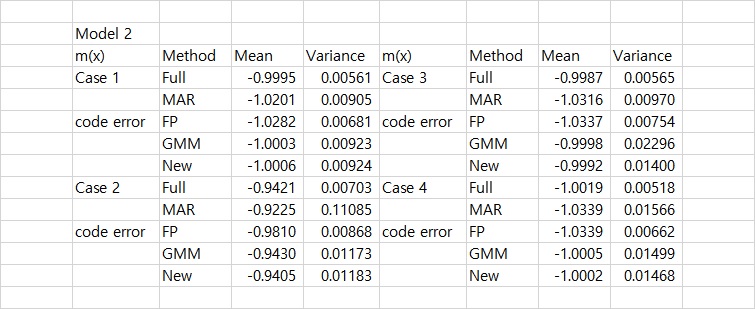 Model 2
m(x) Method Mean Variance m(x) Method Mean Variance
Case 1 Full -0.9995 0.00561 Case 3 Full -0.9987 0.00565
MAR -1.0201 0.00905 MAR -1.0316 0.00970
code error FP -1.0282 0.00681 code error FP -1.0337 0.00754
GMM -1.0003 0.00923 GMM -0.9998 0.02296
New -1.0006 0.00924 New -0.9992 0.01400
Case 2 Full -0.9421 0.00703 Case 4 Full -1.0019 0.00518
MAR -0.9225 0.11085 MAR -1.0339 0.01566
code error FP -0.9810 0.00868 code error FP -1.0339 0.00662
GMM -0.9430 0.01173 GMM -1.0005 0.01499
New -0.9405 0.01183 New -1.0002 0.01468